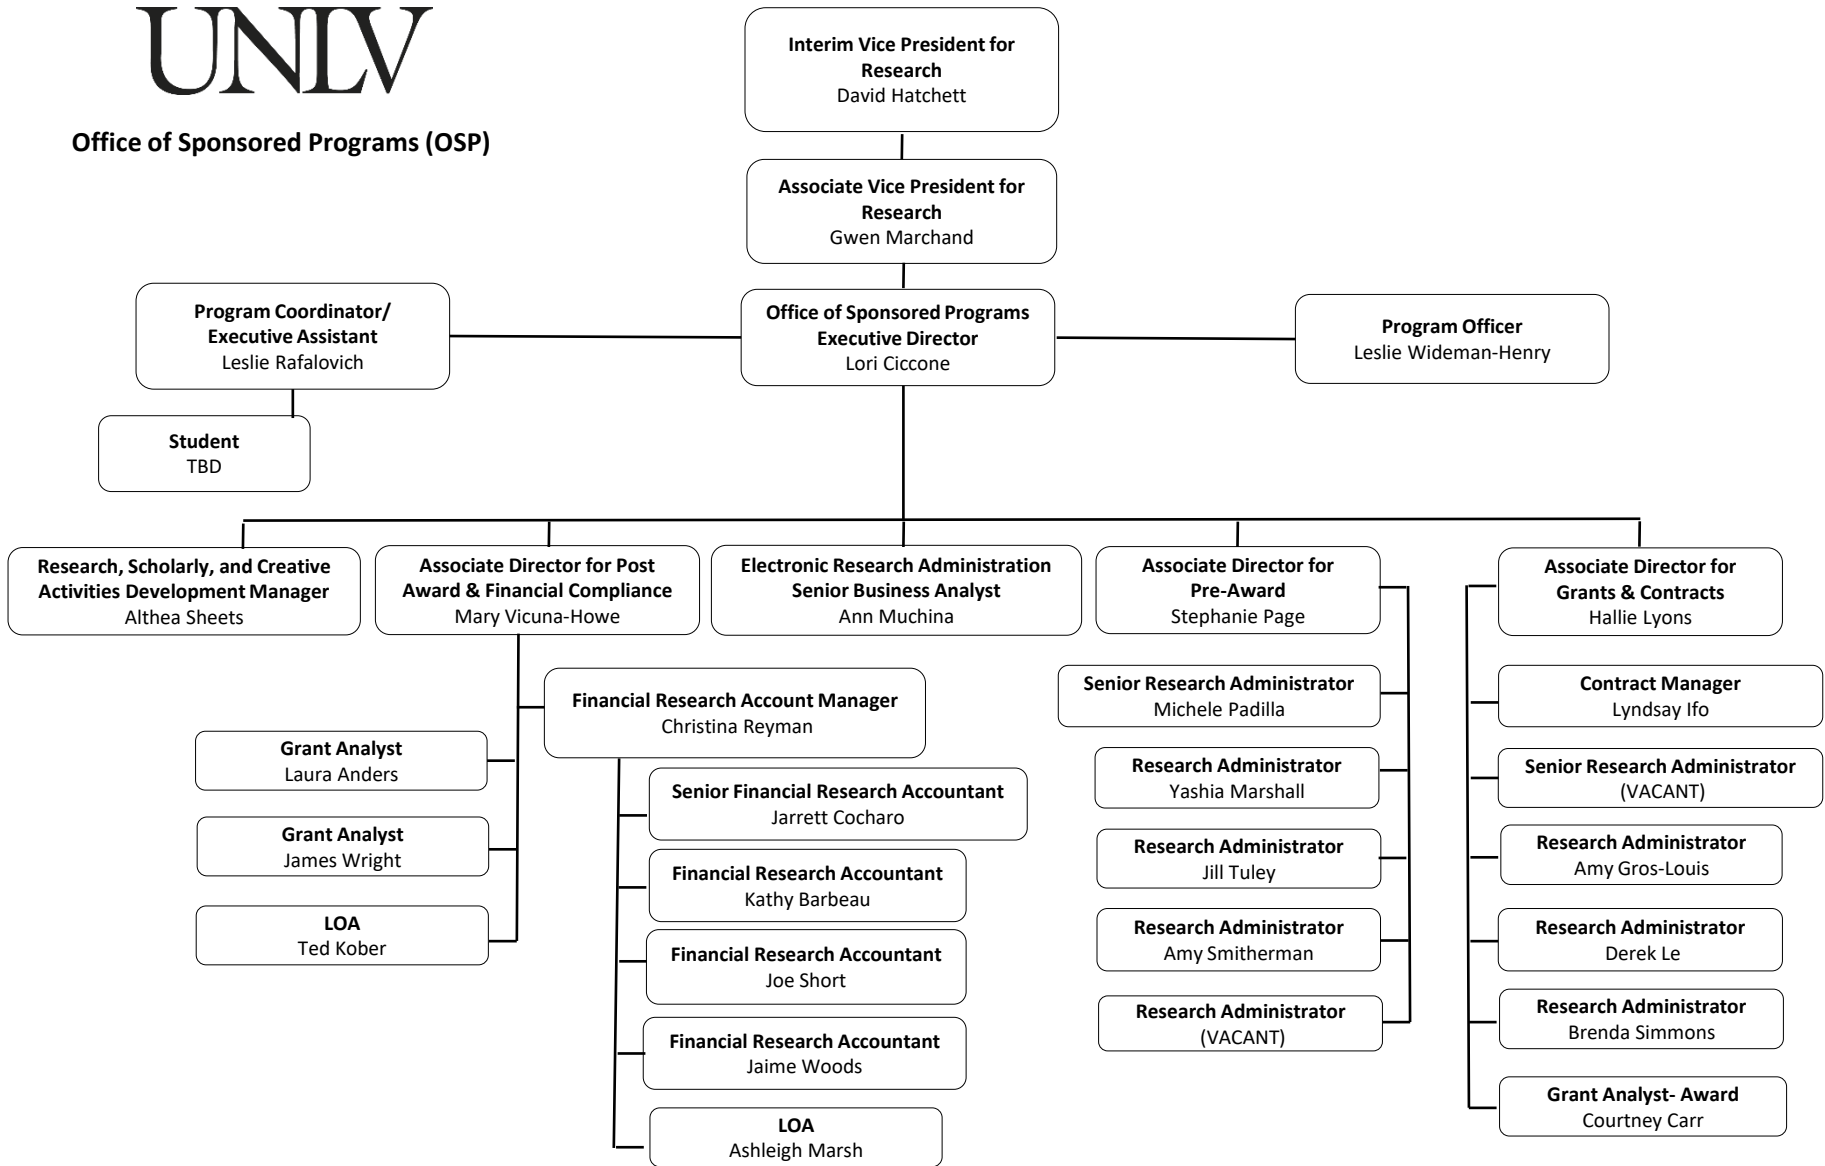 UNLV
Office of Sponsored Programs (OSP)
Interim Vice President for
Research
David Hatchett
Associate Vice President for
Research
Gwen Marchand
Program Coordinator/
Executive Assistant
Leslie Rafalovich
Office of Sponsored Programs
Executive Director
Lori Ciccone
Program Officer
Leslie Wideman-Henry
Student
TBD
Research, Scholarly, and Creative
Activities Development Manager
Althea Sheets
Associate Director for Post
Award & Financial Compliance
Mary Vicuna-Howe
Electronic Research Administration
Senior Business Analyst
Ann Muchina
Associate Director for
Pre-Award
Stephanie Page
Associate Director for
Grants & Contracts
Hallie Lyons
Financial Research Account Manager
Christina Reyman
Grant Analyst
Laura Anders
Grant Analyst
James Wright
LOA
Ted Kober
Senior Financial Research Accountant
Jarrett Cocharo
Financial Research Accountant
Kathy Barbeau
Financial Research Accountant
Joe Short
Financial Research Accountant
Jaime Woods
LOA
Ashleigh Marsh
Senior Research Administrator
Michele Padilla
Research Administrator
Yashia Marshall
Research Administrator
Jill Tuley
Research Administrator
Amy Smitherman
Research Administrator
(VACANT)
Contract Manager
Lyndsay Ifo
Senior Research Administrator
(VACANT)
Research Administrator
Amy Gros-Louis
Research Administrator
Derek Le
Research Administrator
Brenda Simmons
Grant Analyst- Award
Courtney Carr